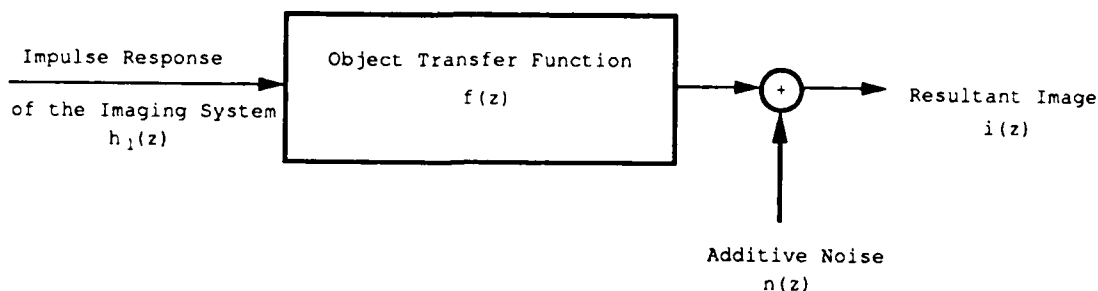 Impulse Response
of the Imaging System
h₁(z)
Object Transfer Function
f(z)
+
Resultant Image
i(z)
Additive Noise
n(z)